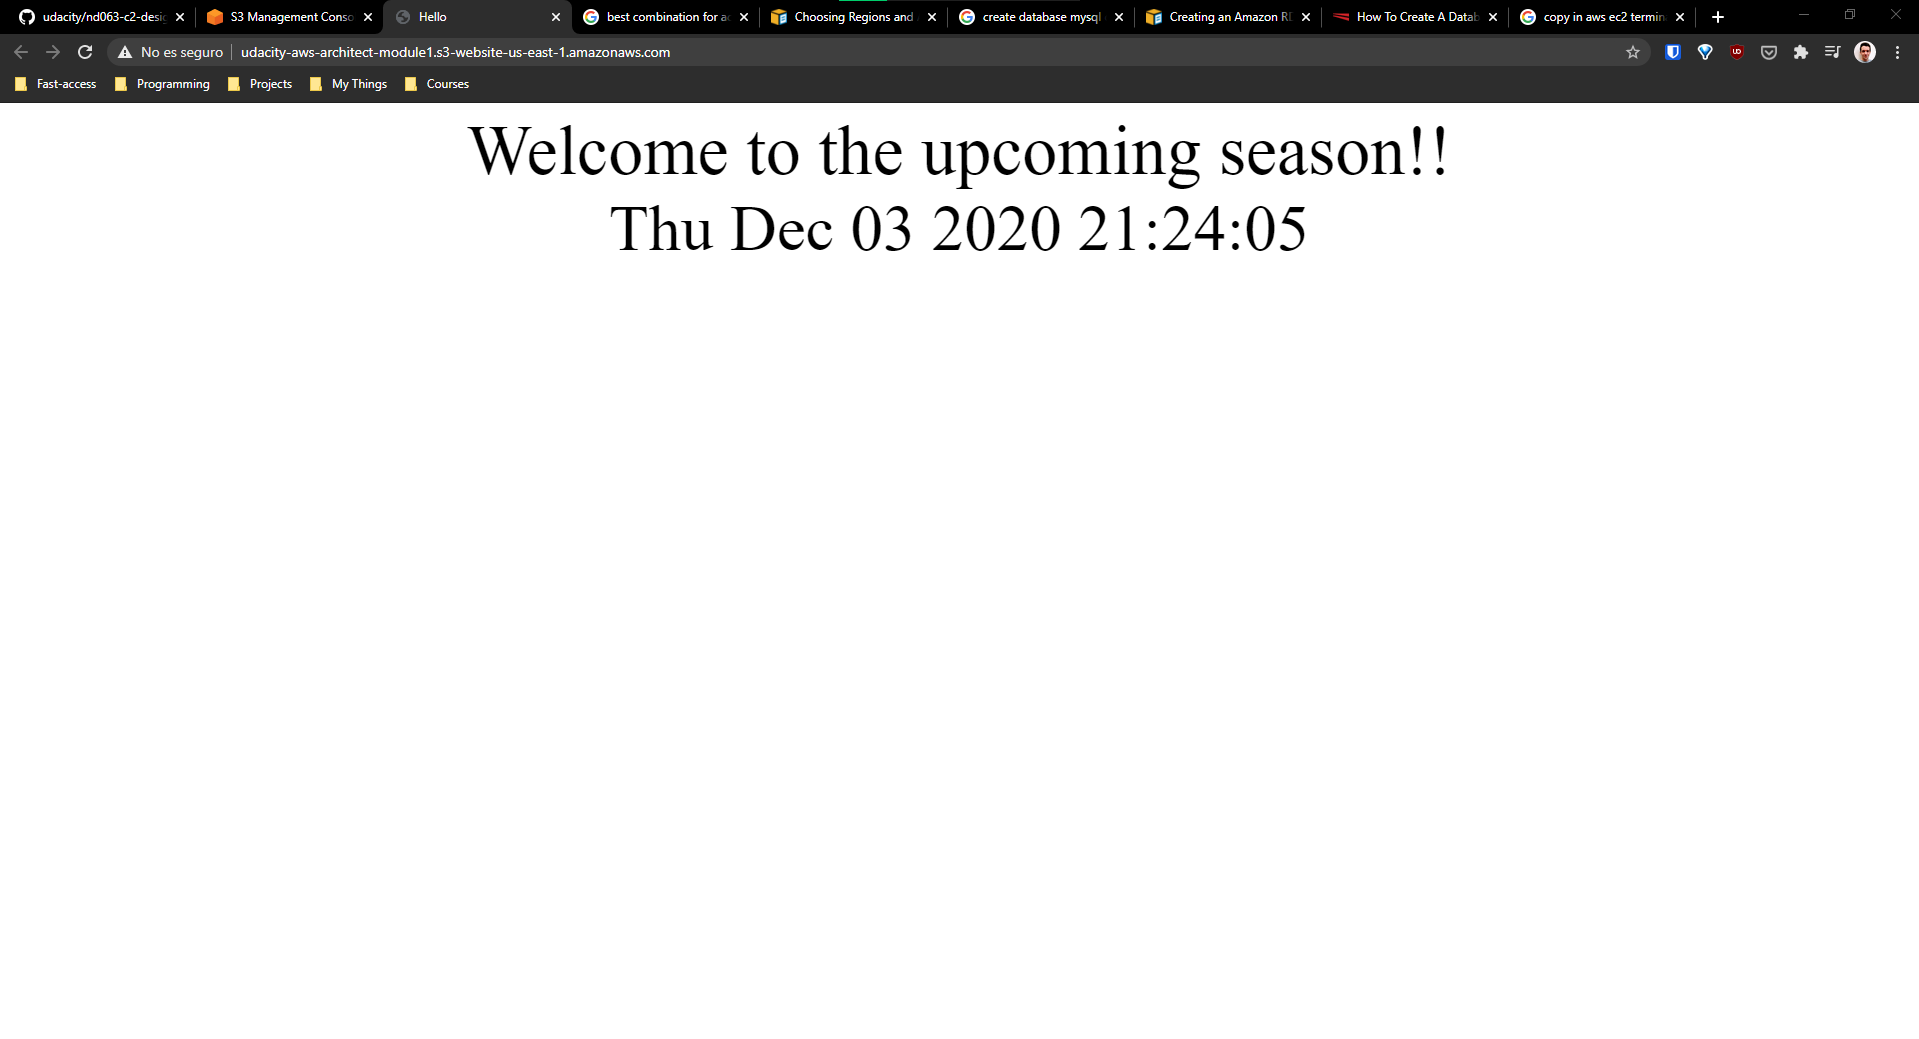 udacity/nd063-c2-desi
S3 Management Conso
Hello
best combination for a
Choosing Regions and
create database mysql
Creating an Amazon RD
How To Create A Datab
copy in aws ec2 termin
No es seguro
udacity-aws-architect-module1.s3-website-us-east-1.amazonaws.com
Fast-access
Programming
Projects
My Things
Courses
Welcome to the upcoming season!!
Thu Dec 03 2020 21:24:05